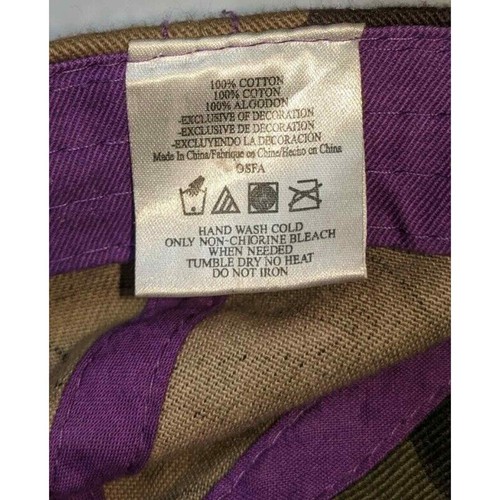 100% COTTON
100% COTON
100% ALGODON
-EXCLUSIVE OF DECORATION
-EXCLUSIVE DE DECORATION
-EXCLUYENDO LA DECORACIÓN
Made In China/Fabrique en Chine/Hecho en China
OSFA
HAND WASH COLD
ONLY NON-CHLORINE BLEACH
WHEN NEEDED
TUMBLE DRY NO HEAT
DO NOT IRON